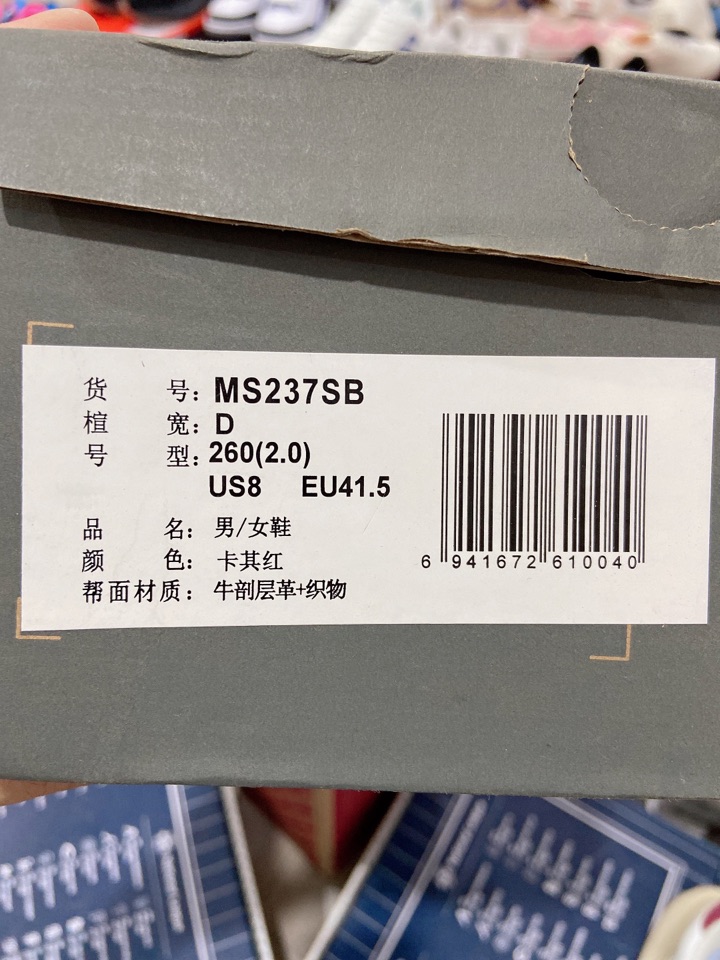 货 号：MS237SB
楦 宽：D
号 型：260(2.0)
US8 EU41.5
品 名：男/女鞋
颜 色：卡其红
帮面材质：牛剖层革+织物
6 941672 610040